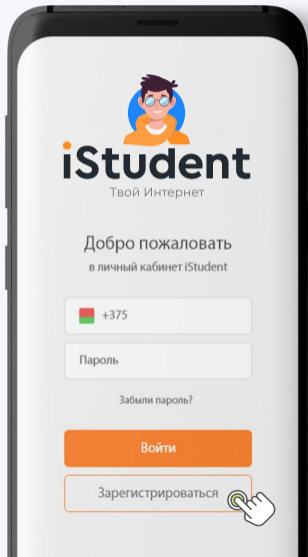 iStudent
Твой Интернет
Добро пожаловать
в личный кабинет iStudent
+375
Пароль
Забыли пароль?
Войти
Зарегистрироваться